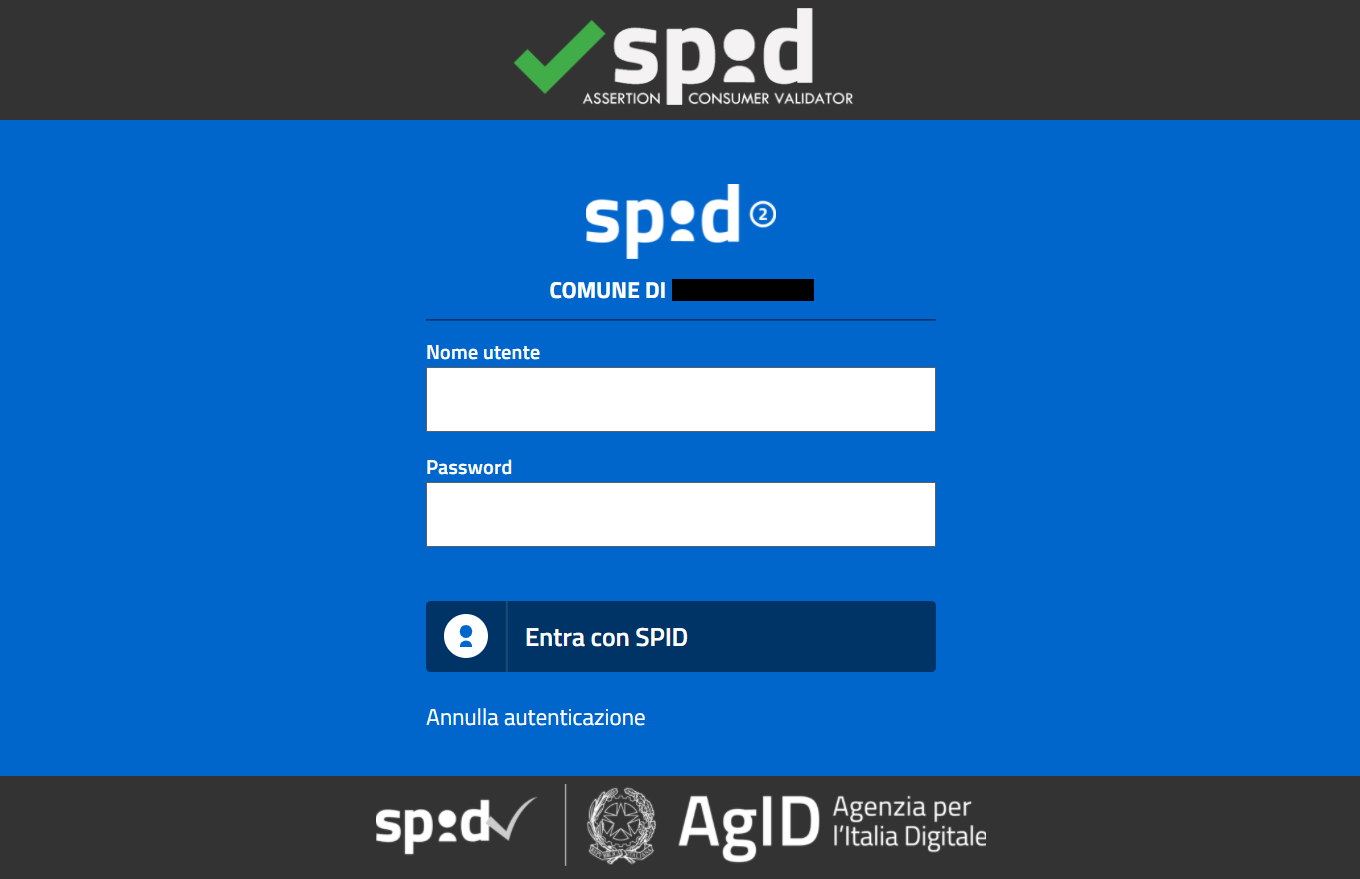 spid
ASSERTION CONSUMER VALIDATOR
spid 2
COMUNE DI
Nome utente
Password
Entra con SPID
Annulla autenticazione
spid
AgID Agenzia per
l'Italia Digitale